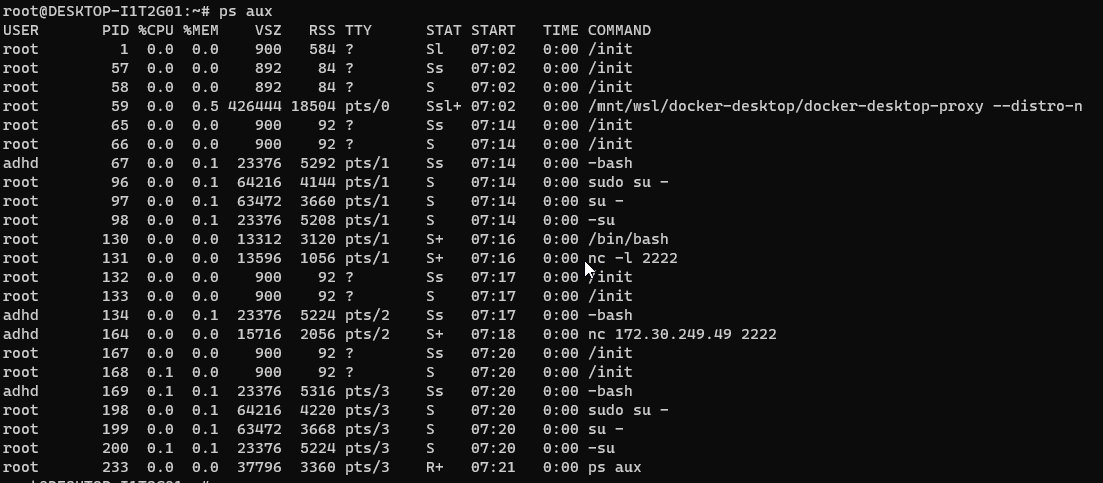 root@DESKTOP-I1T2G01:~# ps aux
USER       PID %CPU %MEM    VSZ   RSS TTY      STAT START   TIME COMMAND
root         1  0.0  0.0    900   584 ?        Sl   07:02   0:00 /init
root        57  0.0  0.0    892    84 ?        Ss   07:02   0:00 /init
root        58  0.0  0.0    892    84 ?        S    07:02   0:00 /init
root        59  0.0  0.5 426444 18504 pts/0    Ssl+ 07:02   0:00 /mnt/wsl/docker-desktop/docker-desktop-proxy --distro-n
root        65  0.0  0.0    900    92 ?        Ss   07:14   0:00 /init
root        66  0.0  0.0    900    92 ?        S    07:14   0:00 /init
adhd        67  0.0  0.1  23376  5292 pts/1    Ss   07:14   0:00 -bash
root        96  0.0  0.1  64216  4144 pts/1    S    07:14   0:00 sudo su -
root        97  0.0  0.1  63472  3660 pts/1    S    07:14   0:00 su -
root        98  0.0  0.1  23376  5208 pts/1    S    07:14   0:00 -su
root       130  0.0  0.0  13312  3120 pts/1    S+   07:16   0:00 /bin/bash
root       131  0.0  0.0  13596  1056 pts/1    S+   07:16   0:00 nc -l 2222
root       132  0.0  0.0    900    92 ?        Ss   07:17   0:00 /init
root       133  0.0  0.0    900    92 ?        S    07:17   0:00 /init
adhd       134  0.0  0.1  23376  5224 pts/2    Ss   07:17   0:00 -bash
adhd       164  0.0  0.0  15716  2056 pts/2    S+   07:18   0:00 nc 172.30.249.49 2222
root       167  0.0  0.0    900    92 ?        Ss   07:20   0:00 /init
root       168  0.1  0.0    900    92 ?        S    07:20   0:00 /init
adhd       169  0.1  0.1  23376  5316 pts/3    Ss   07:20   0:00 -bash
root       198  0.0  0.1  64216  4220 pts/3    S    07:20   0:00 sudo su -
root       199  0.0  0.1  63472  3668 pts/3    S    07:20   0:00 su -
root       200  0.1  0.1  23376  5224 pts/3    S    07:20   0:00 -su
root       233  0.0  0.0  37796  3360 pts/3    R+   07:21   0:00 ps aux